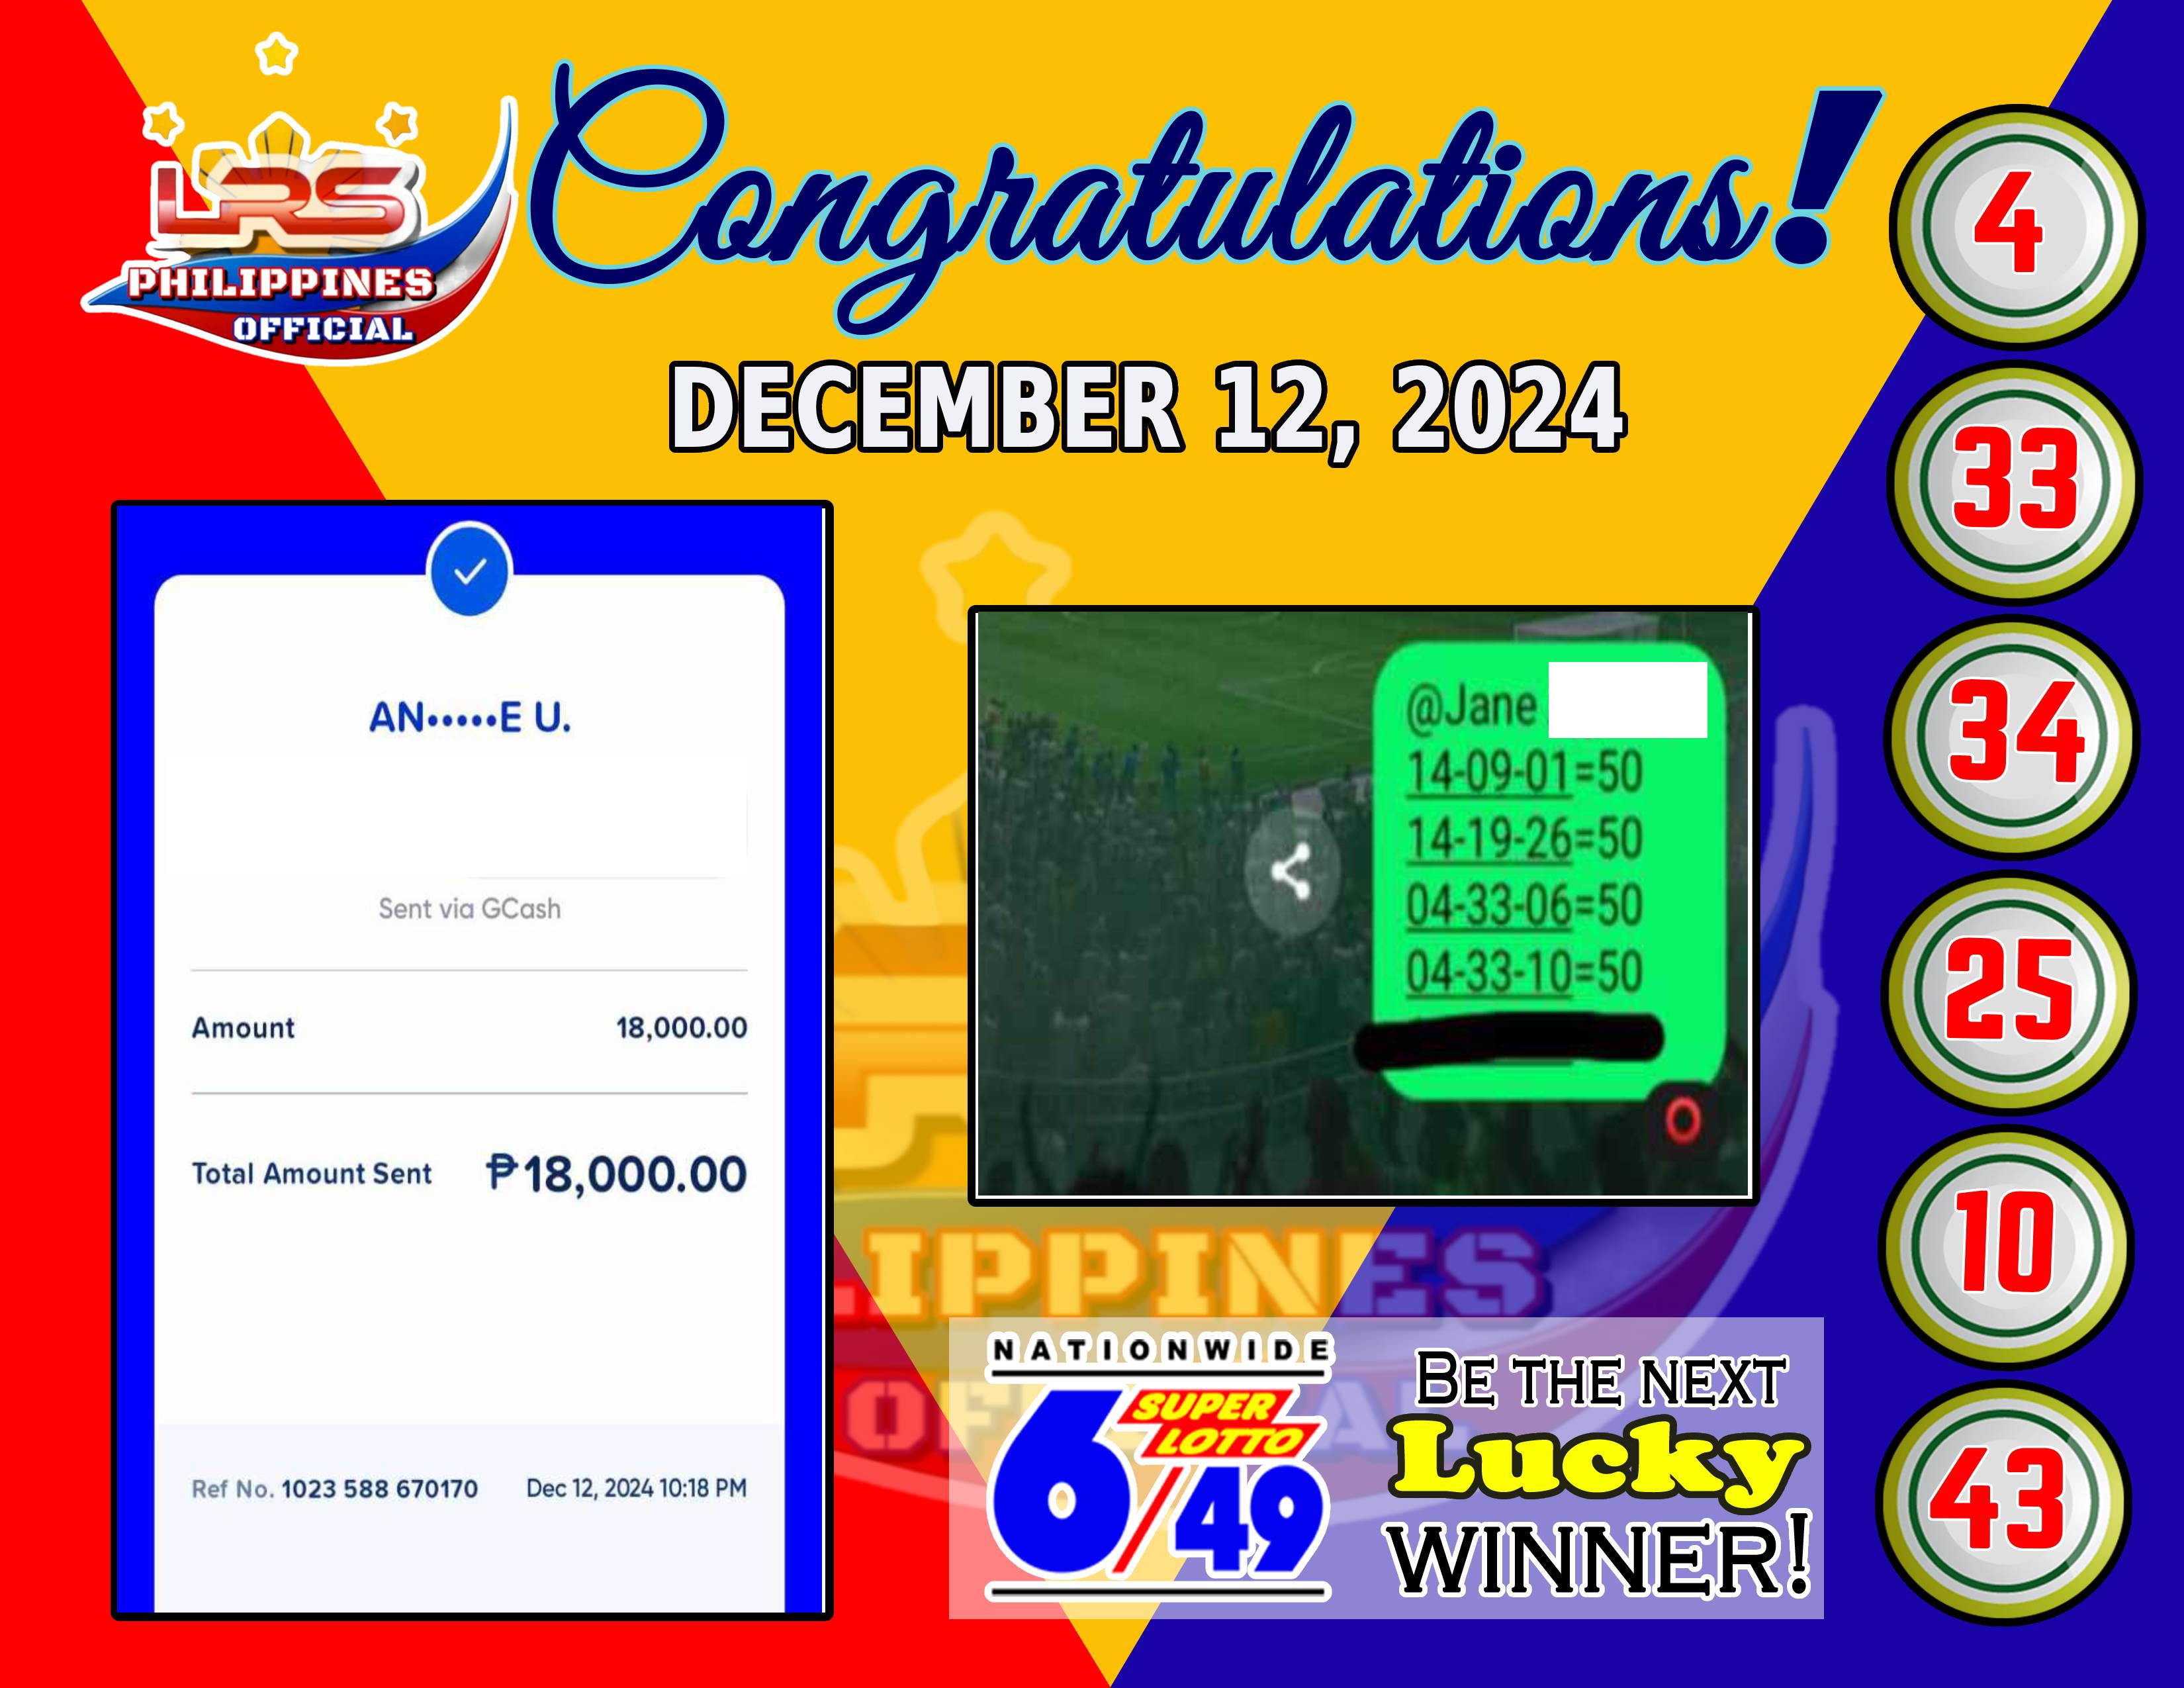 LRS
PHILIPPINES
OFFICIAL
Congratulations!
DECEMBER 12, 2024
AN•••••E U.
Sent via GCash
Amount 18,000.00
Total Amount Sent ₱18,000.00
Ref No. 1023 588 670170 Dec 12, 2024 10:18 PM
@Jane
14-09-01=50
14-19-26=50
04-33-06=50
04-33-10=50
LIPPINES
NATIONWIDE
SUPER
LOTTO
6/49
BE THE NEXT
Lucky
WINNER!
4
33
34
25
10
43